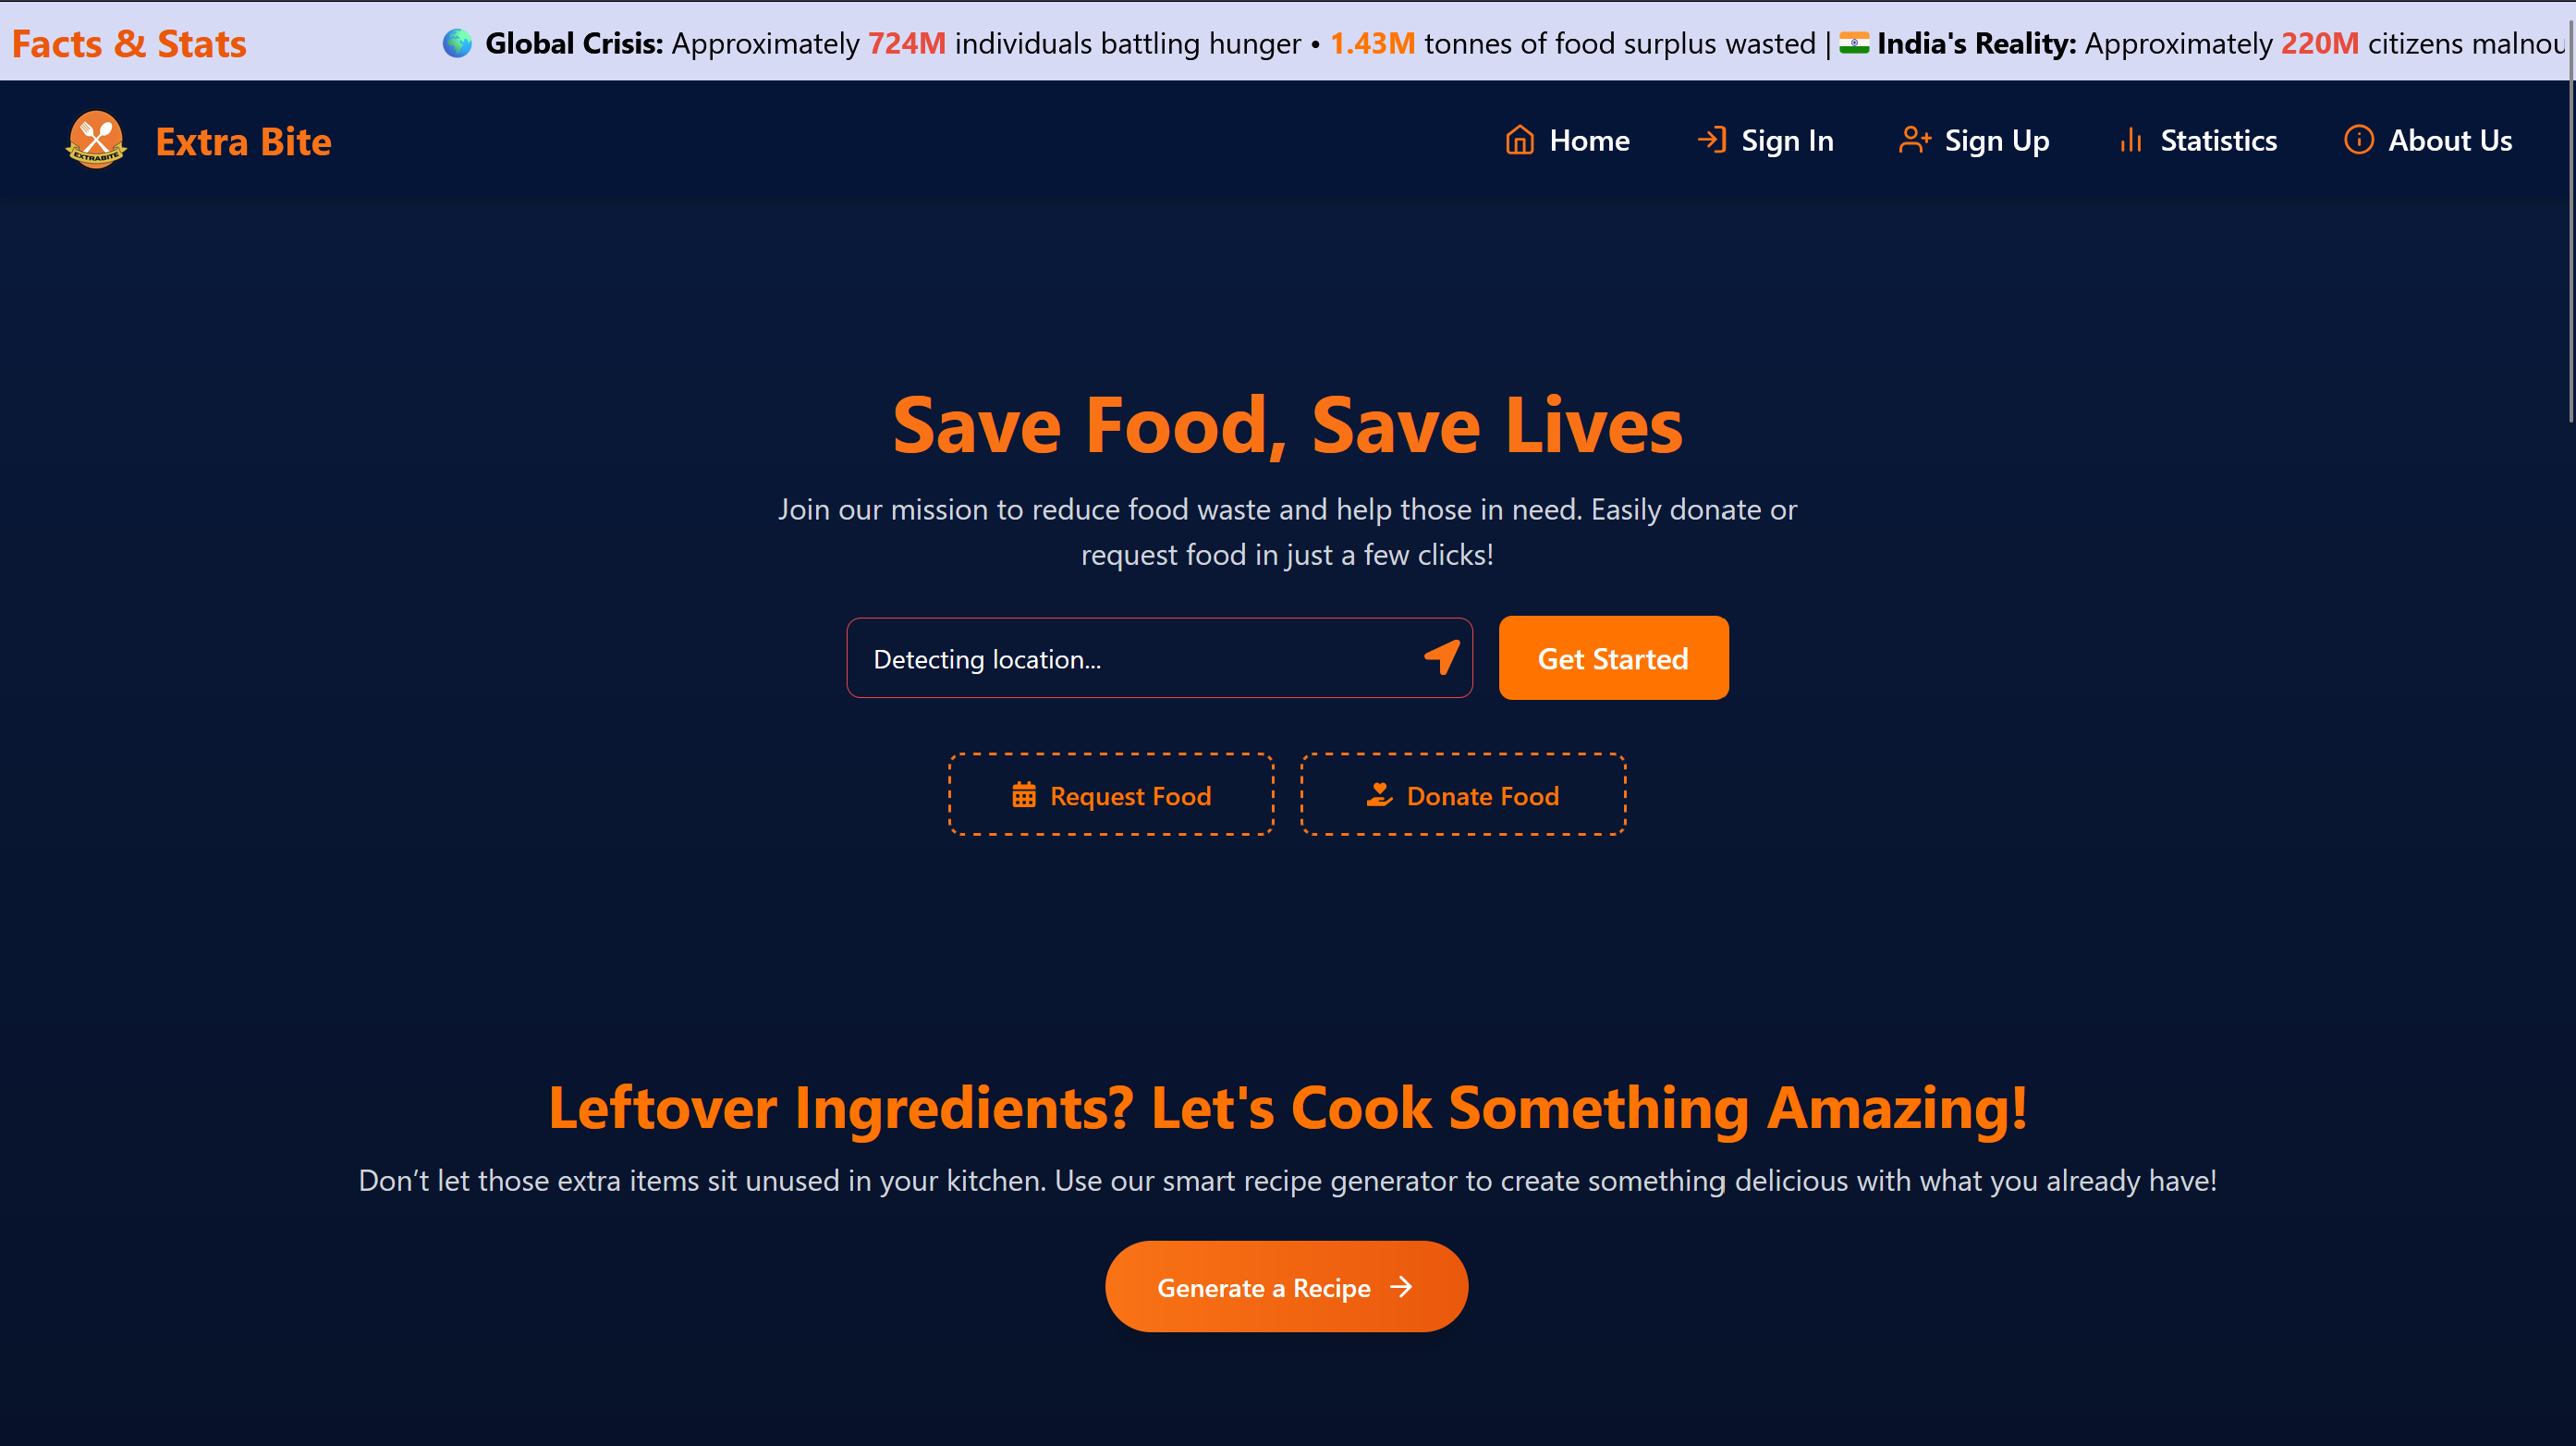 Facts & Stats
🌍 Global Crisis: Approximately 724M individuals battling hunger • 1.43M tonnes of food surplus wasted | 🇮🇳 India's Reality: Approximately 220M citizens
EXTRABITE
Extra Bite
Home
Sign In
Sign Up
Statistics
About Us
Save Food, Save Lives
Join our mission to reduce food waste and help those in need. Easily donate or
request food in just a few clicks!
Detecting location...
Get Started
Request Food
Donate Food
Leftover Ingredients? Let's Cook Something Amazing!
Don’t let those extra items sit unused in your kitchen. Use our smart recipe generator to create something delicious with what you already have!
Generate a Recipe